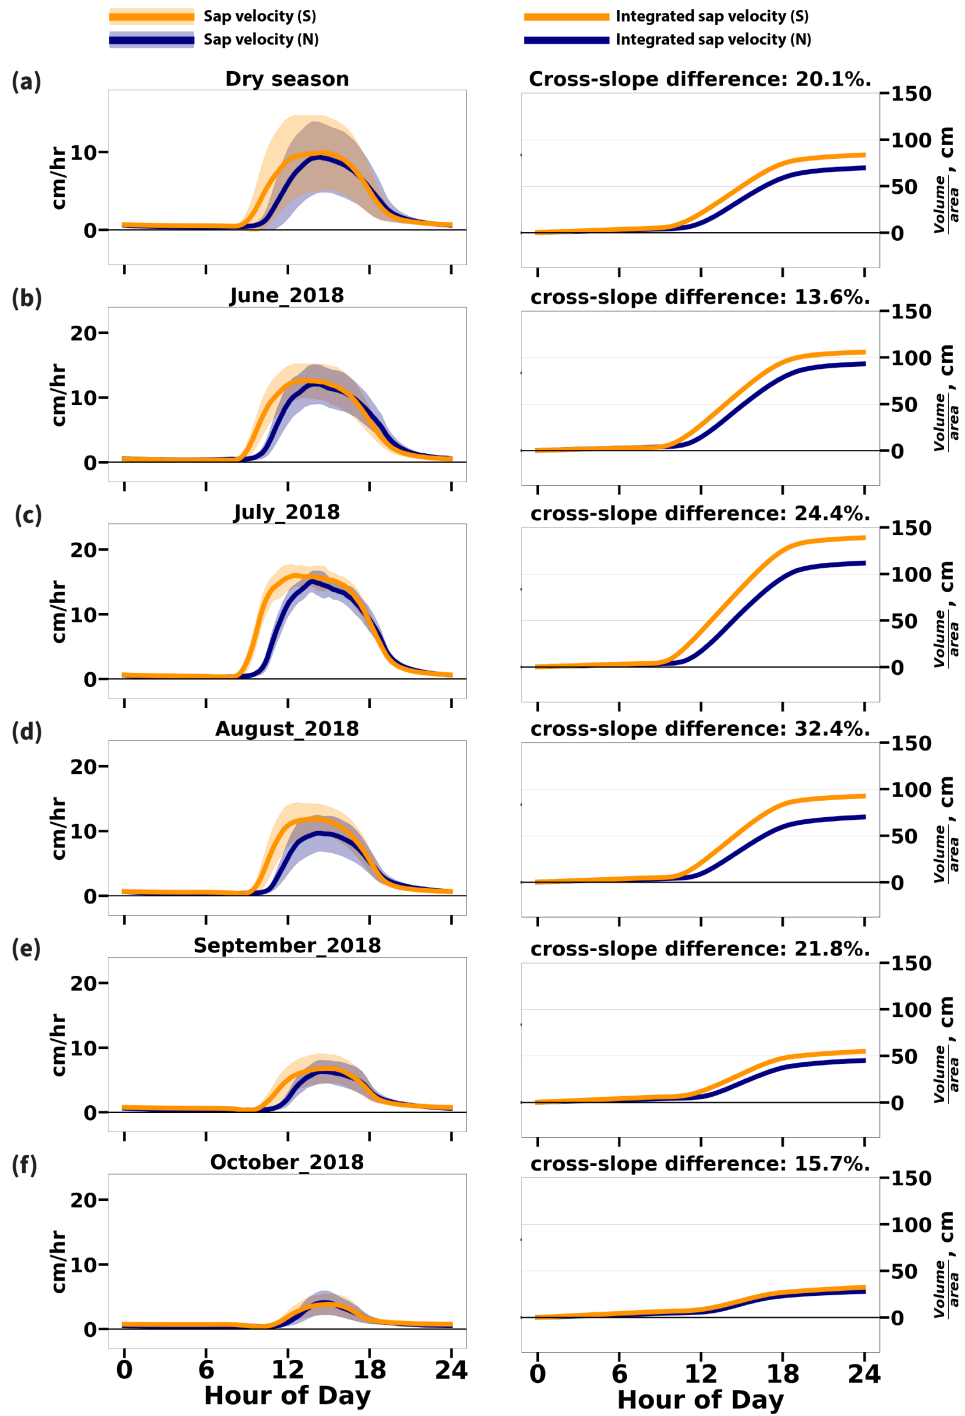 Sap velocity (S)
Sap velocity (N)
Integrated sap velocity (S)
Integrated sap velocity (N)
(a)
Dry season
Cross-slope difference: 20.1%.
10
0
cm/hr
150
100
50
0
Volume
area , cm
(b)
June_2018
cross-slope difference: 13.6%.
20
10
0
cm/hr
150
100
50
0
Volume
area , cm
(c)
July_2018
cross-slope difference: 24.4%.
20
10
0
cm/hr
150
100
50
0
Volume
area , cm
(d)
August_2018
cross-slope difference: 32.4%.
20
10
0
cm/hr
150
100
50
0
Volume
area , cm
(e)
September_2018
cross-slope difference: 21.8%.
20
10
0
cm/hr
150
100
50
0
Volume
area , cm
(f)
October_2018
cross-slope difference: 15.7%.
20
10
0
cm/hr
150
100
50
0
Volume
area , cm
0 6 12 18 24
Hour of Day
0 6 12 18 24
Hour of Day